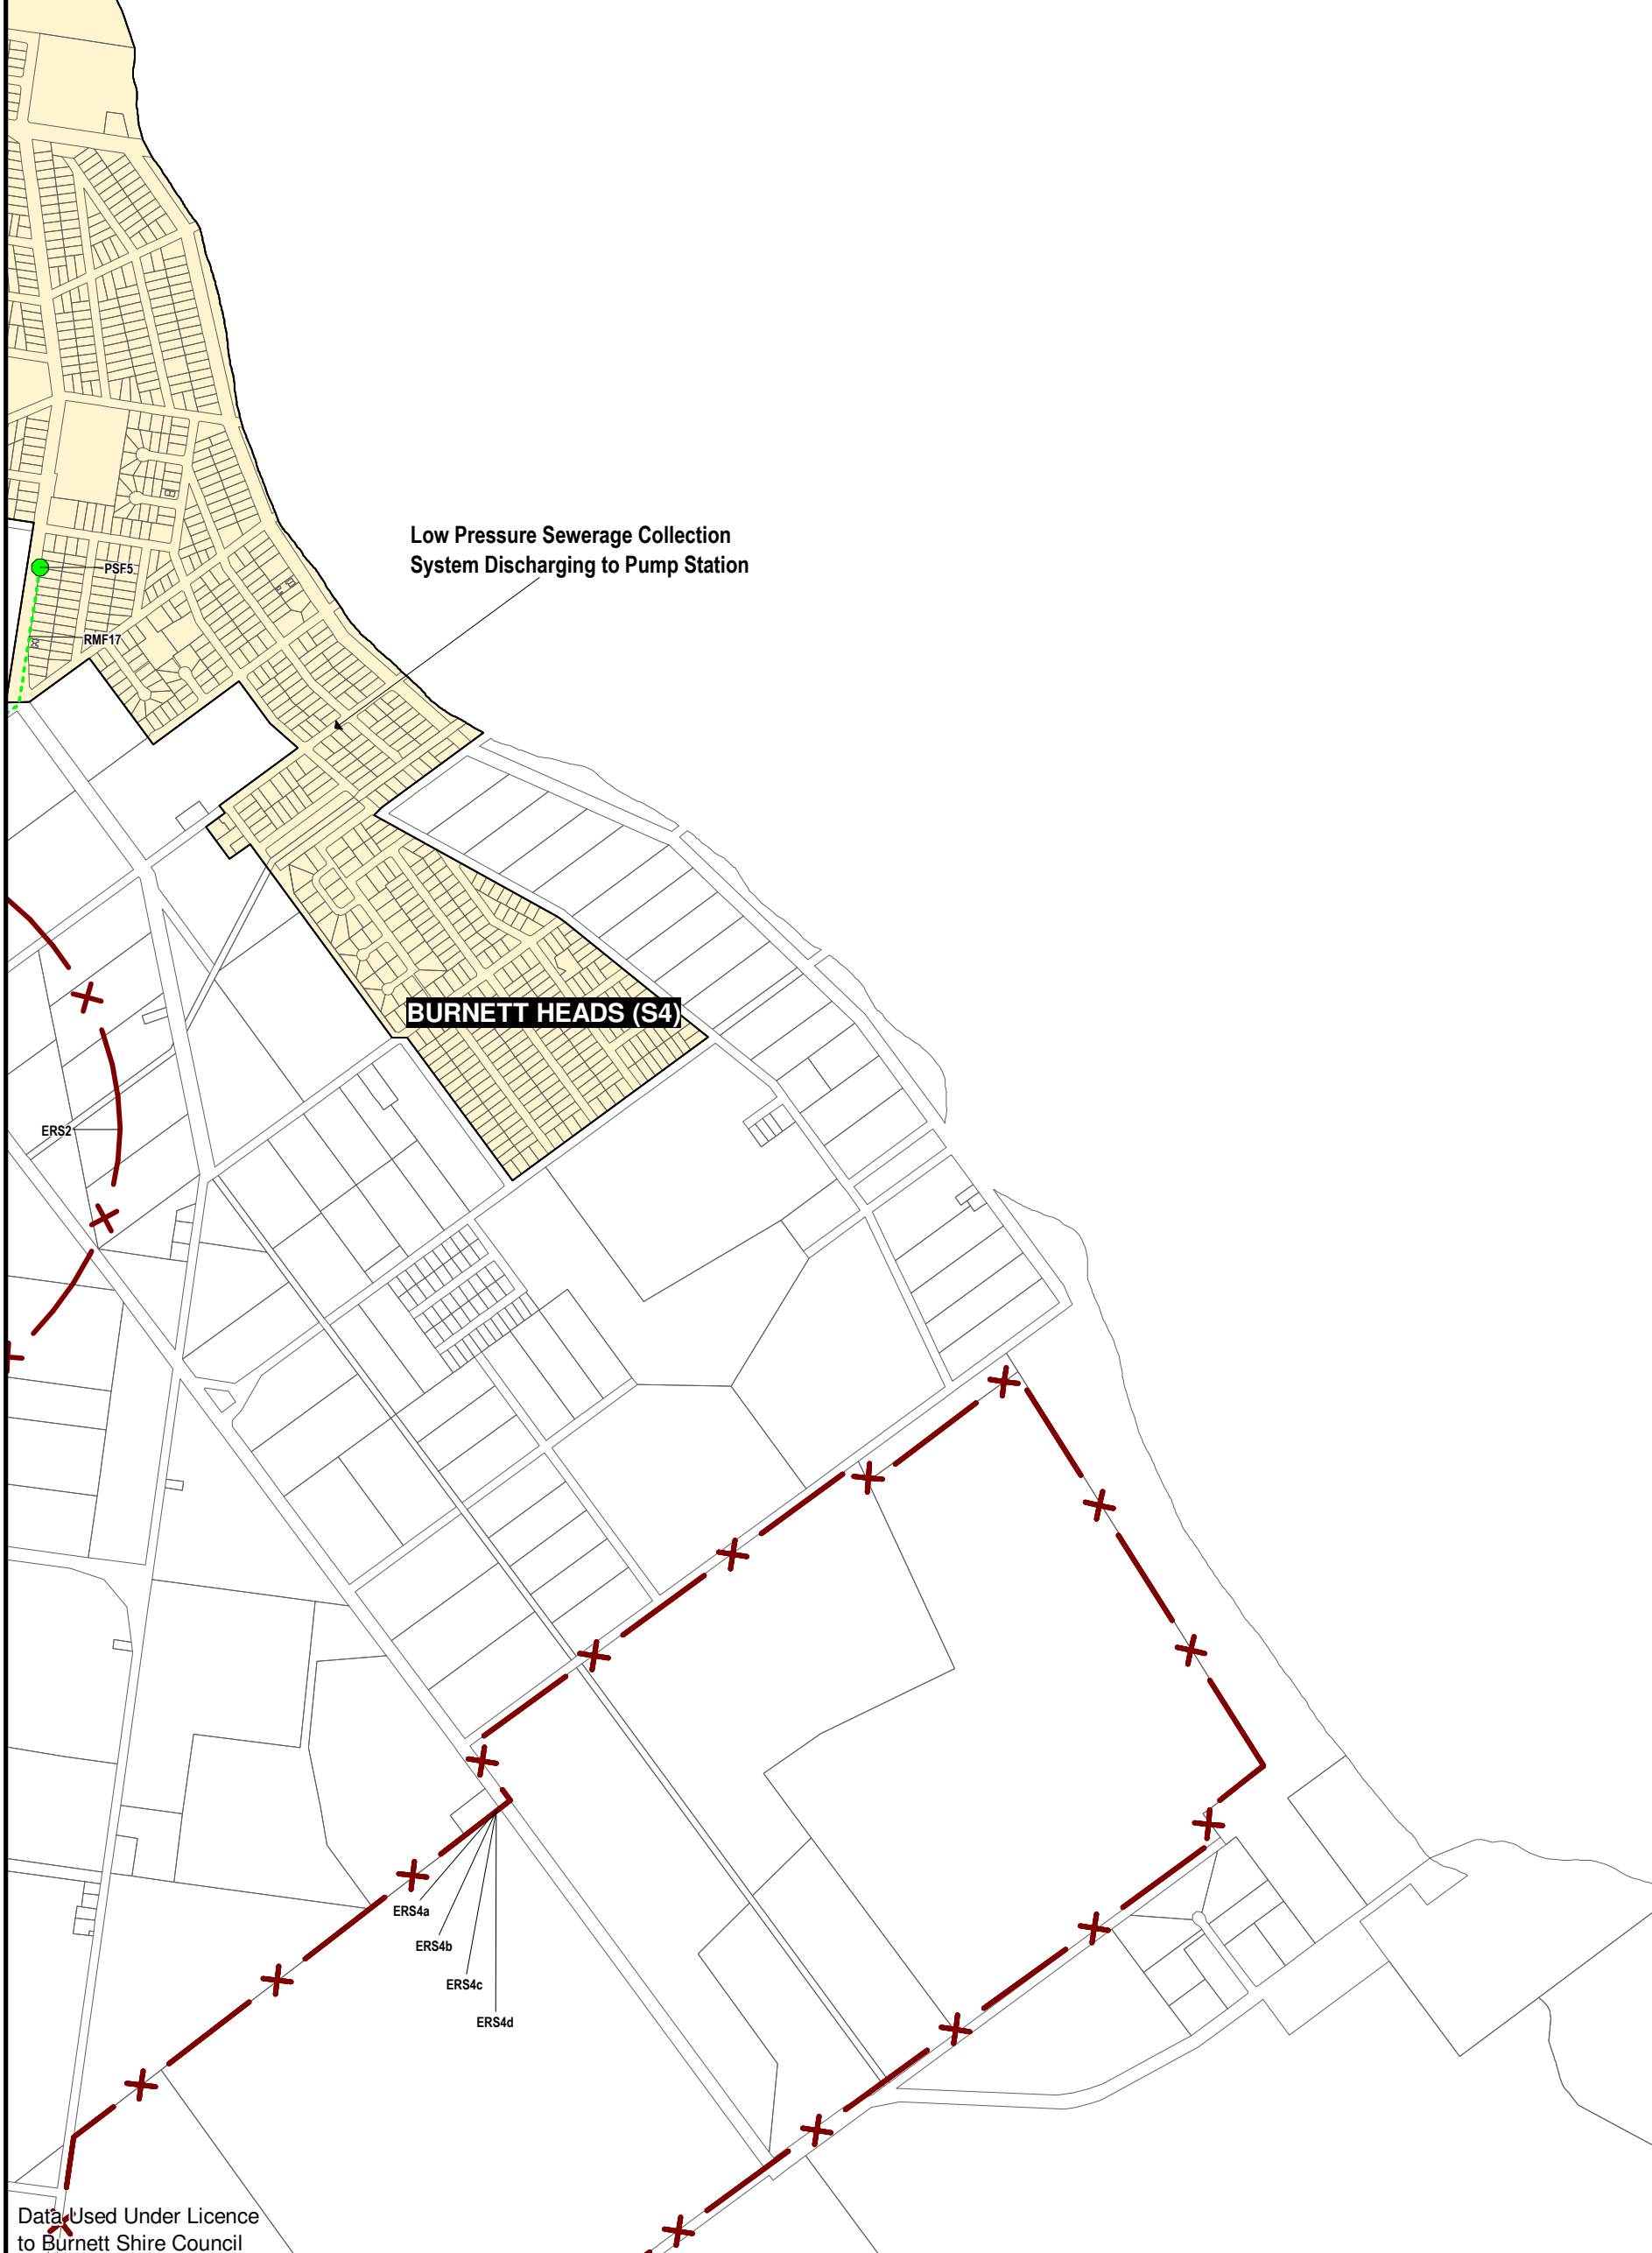 Low Pressure Sewerage Collection
System Discharging to Pump Station
PSF5
RMF17
BURNETT HEADS (S4)
ERS2
ERS4a
ERS4b
ERS4c
ERS4d
Data Used Under Licence
to Burnett Shire Council